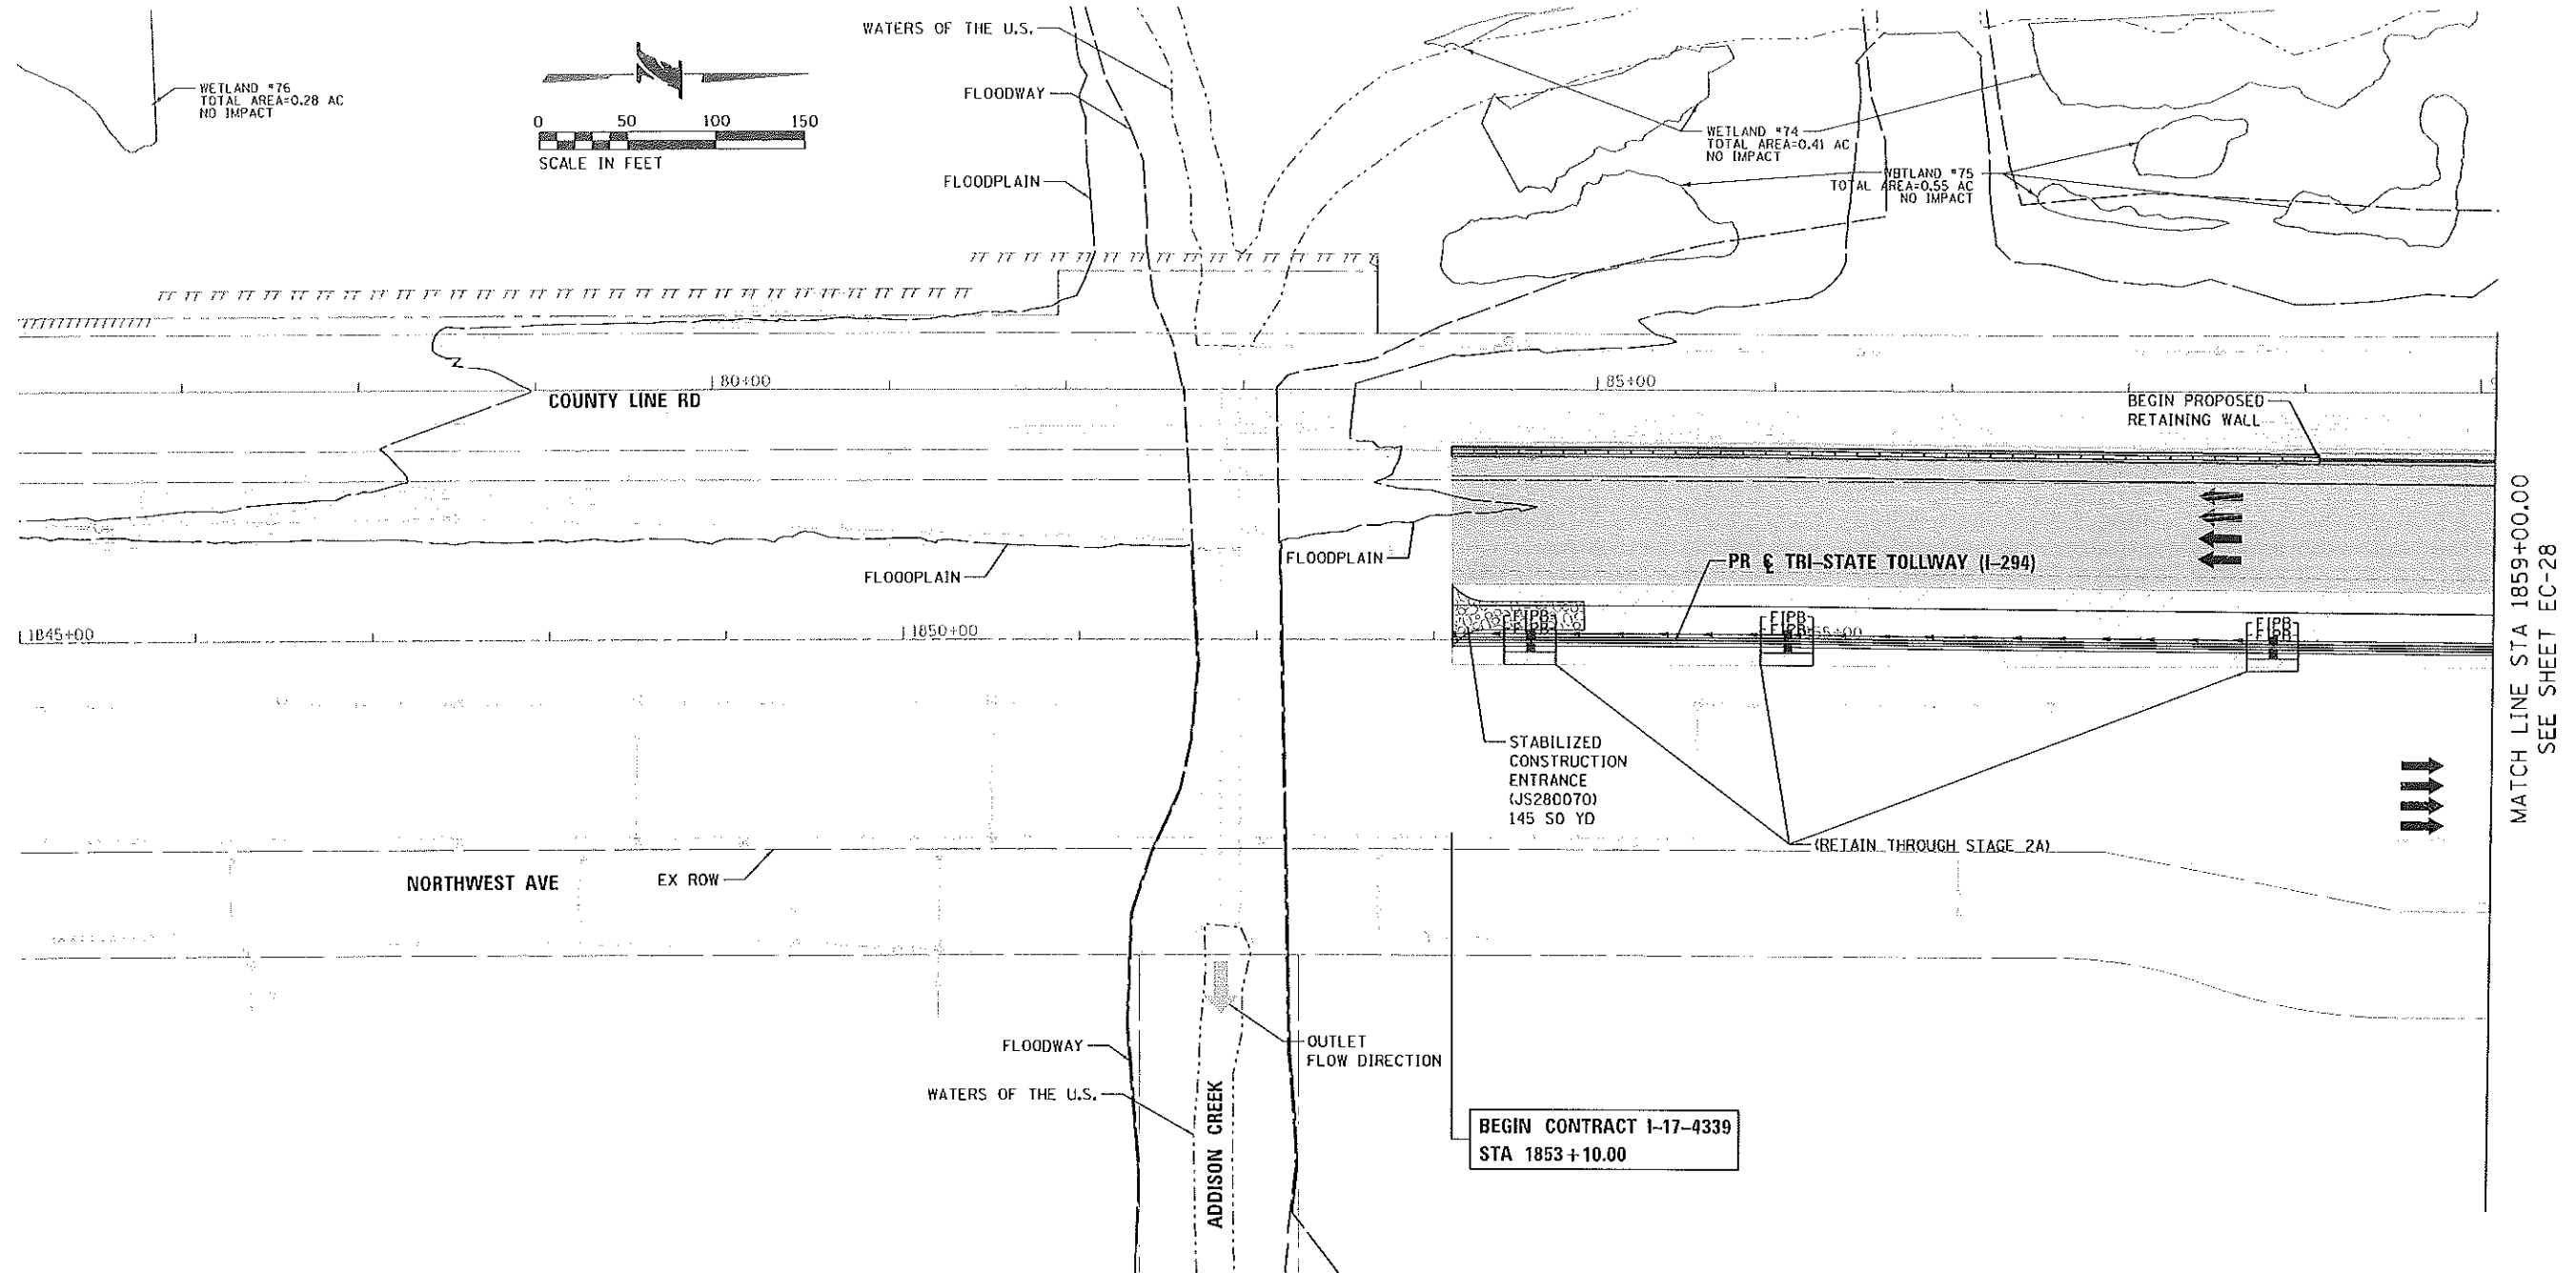 WETLAND #76
TOTAL AREA=0.28 AC
NO IMPACT
0 50 100 150
SCALE IN FEET
WATERS OF THE U.S.
FLOODWAY
FLOODPLAIN
WETLAND #74
TOTAL AREA=0.41 AC
NO IMPACT
WETLAND #75
TOTAL AREA=0.55 AC
NO IMPACT
80+00
85+00
COUNTY LINE RD
BEGIN PROPOSED
RETAINING WALL
FLOOOPLAIN
FLOODPLAIN
PR ℄ TRI-STATE TOLLWAY (I-294)
1845+00
1850+00
STABILIZED
CONSTRUCTION
ENTRANCE
(JS280070)
145 SQ YD
(RETAIN THROUGH STAGE 2A)
NORTHWEST AVE
EX ROW
FLOODWAY
OUTLET
FLOW DIRECTION
WATERS OF THE U.S.
ADDISON CREEK
BEGIN CONTRACT I-17-4339
STA 1853+10.00
MATCH LINE STA 1859+00.00
SEE SHEET EC-28